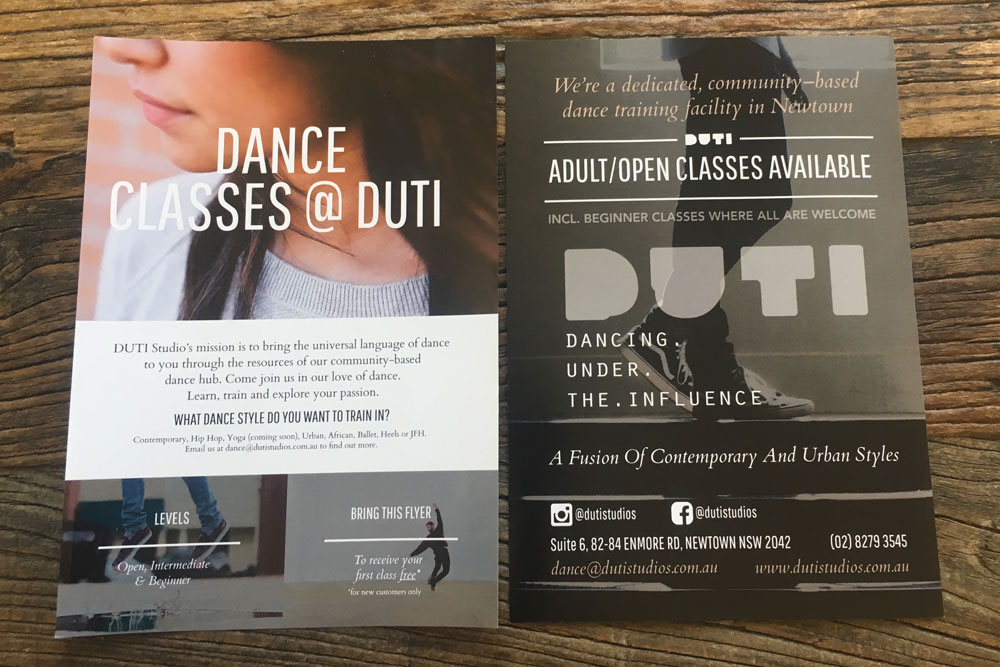 DANCE
CLASSES @ DUTI
DUTI Studio's mission is to bring the universal language of dance
to you through the resources of our community-based
dance hub. Come join us in our love of dance.
Learn, train and explore your passion.
WHAT DANCE STYLE DO YOU WANT TO TRAIN IN?
Contemporary, Hip Hop, Yoga (coming soon), Urban, African, Ballet, Heels or JFH.
Email us at dance@dutistudios.com.au to find out more.
LEVELS
Open, Intermediate
& Beginner
BRING THIS FLYER
To receive your
first class free*
*for new customers only
We're a dedicated, community-based
dance training facility in Newtown
DUTI
ADULT/OPEN CLASSES AVAILABLE
INCL. BEGINNER CLASSES WHERE ALL ARE WELCOME
DUTI
DANCING.
UNDER.
THE.INFLUENCE
A Fusion Of Contemporary And Urban Styles
@dutistudios @dutistudios
Suite 6, 82-84 ENMORE RD, NEWTOWN NSW 2042 (02) 8279 3545
dance@dutistudios.com.au www.dutistudios.com.au